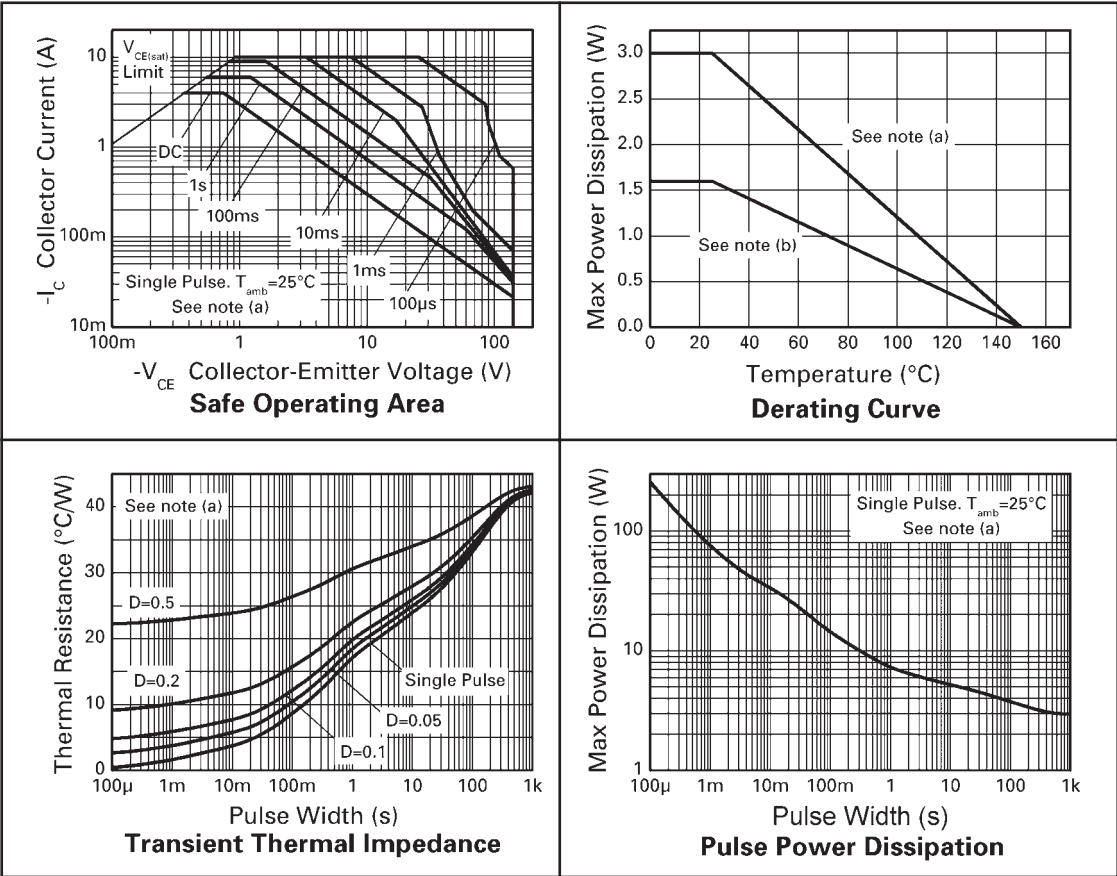 10
1
100m
10m
-I_C Collector Current (A)
V_CE(sat)
Limit
DC
1s
100ms
10ms
1ms
100µs
Single Pulse. T_amb=25°C
See note (a)
100m 1 10 100
-V_CE Collector-Emitter Voltage (V)
Safe Operating Area
Max Power Dissipation (W)
3.0
2.5
2.0
1.5
1.0
0.5
0.0
See note (a)
See note (b)
0 20 40 60 80 100 120 140 160
Temperature (°C)
Derating Curve
Thermal Resistance (°C/W)
40
30
20
10
0
See note (a)
D=0.5
D=0.2
Single Pulse
D=0.05
D=0.1
100µ 1m 10m 100m 1 10 100 1k
Pulse Width (s)
Transient Thermal Impedance
Max Power Dissipation (W)
100
10
1
Single Pulse. T_amb=25°C
See note (a)
100µ 1m 10m 100m 1 10 100 1k
Pulse Width (s)
Pulse Power Dissipation